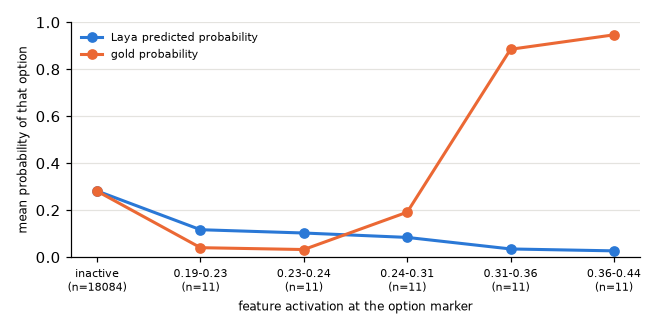 Laya predicted probability
gold probability
mean probability of that option
1.0
0.8
0.6
0.4
0.2
0.0
inactive
(n=18084)
0.19-0.23
(n=11)
0.23-0.24
(n=11)
0.24-0.31
(n=11)
0.31-0.36
(n=11)
0.36-0.44
(n=11)
feature activation at the option marker